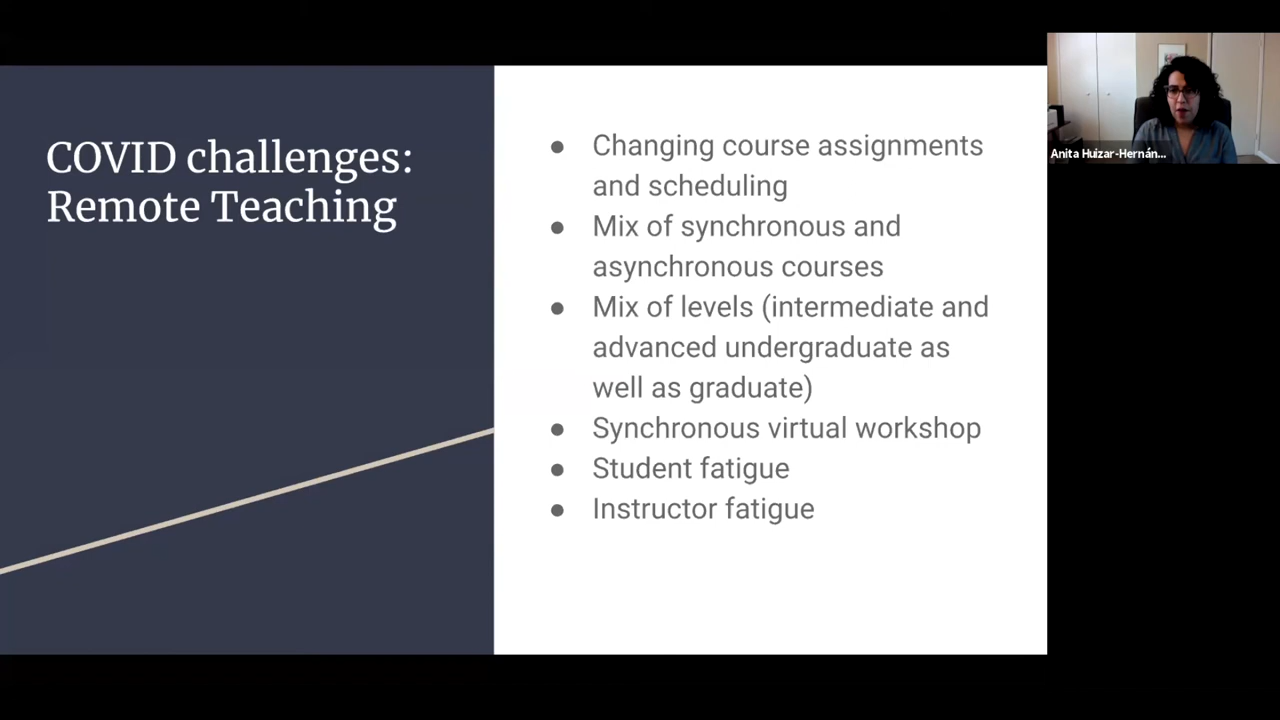 COVID challenges:
Remote Teaching
● Changing course assignments
and scheduling
● Mix of synchronous and
asynchronous courses
● Mix of levels (intermediate and
advanced undergraduate as
well as graduate)
● Synchronous virtual workshop
● Student fatigue
● Instructor fatigue
Anita Huizar-Hernán...